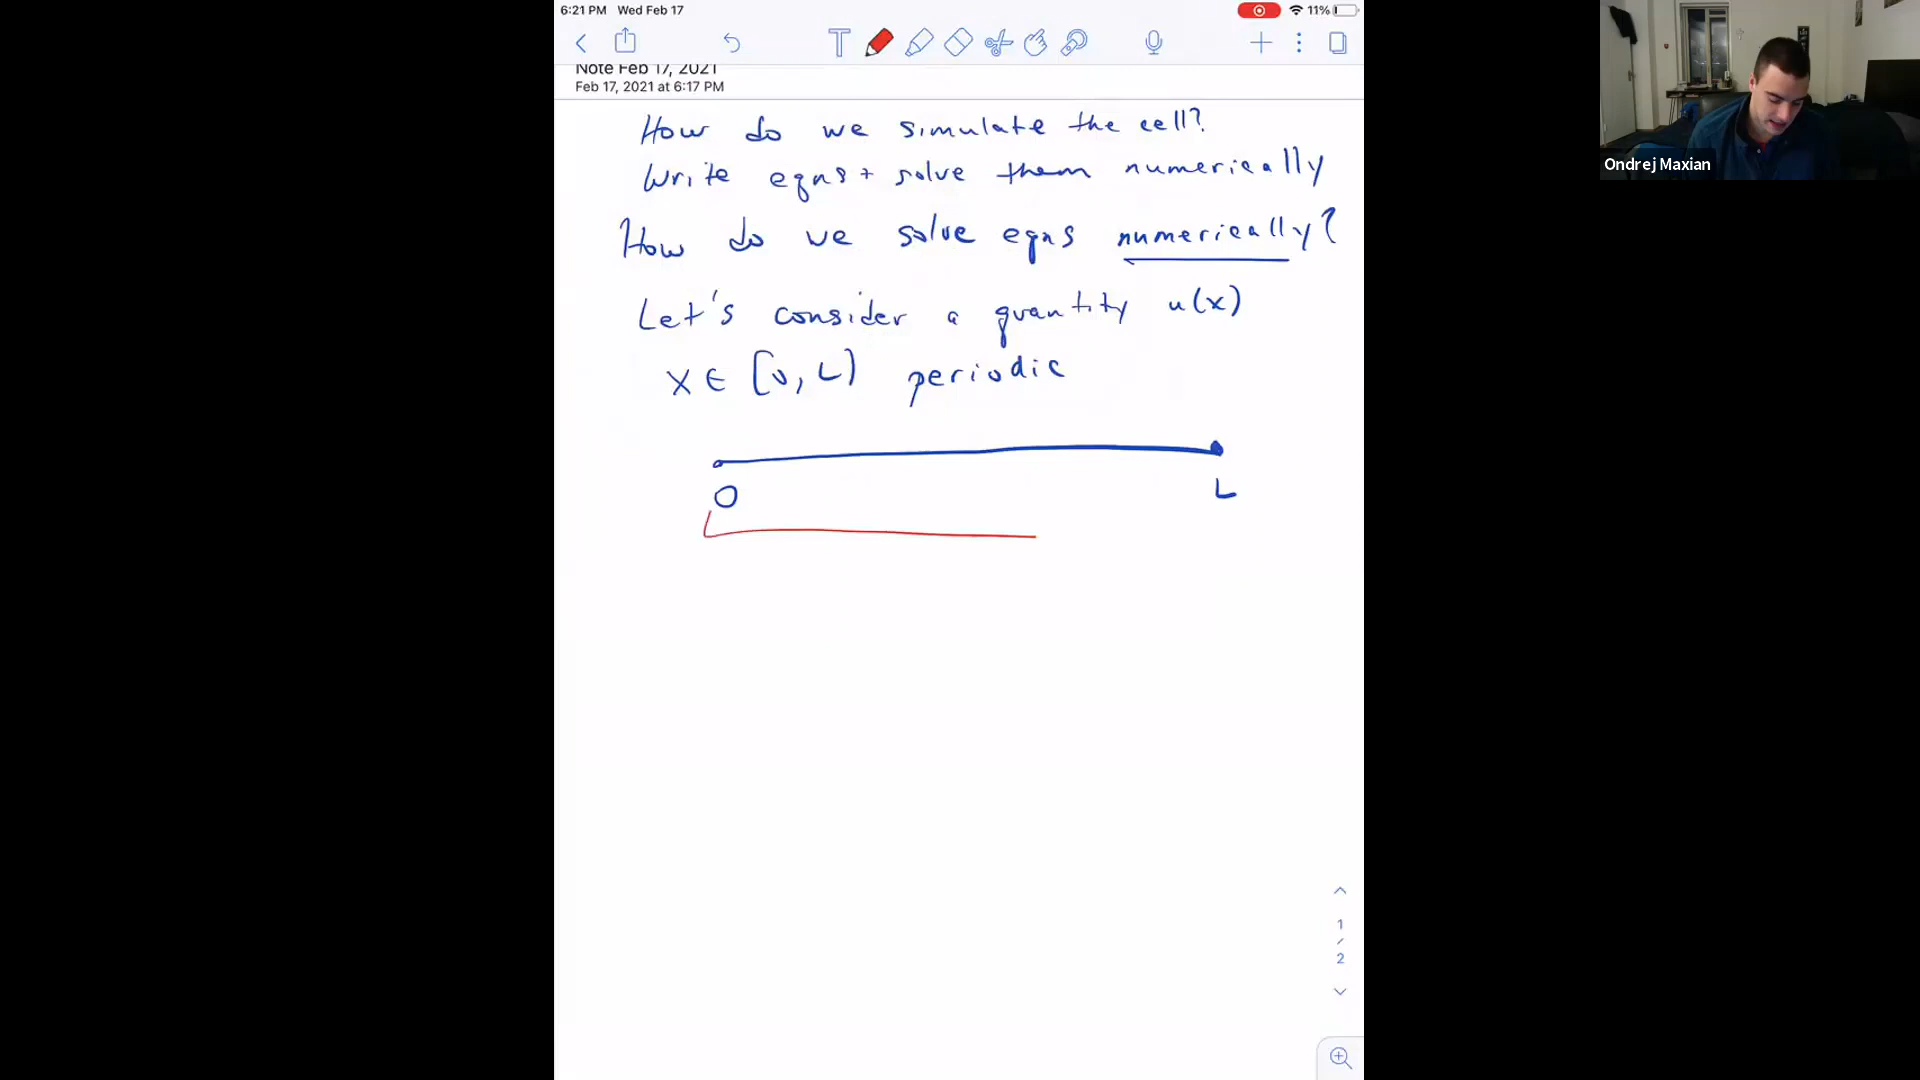 6:21 PM Wed Feb 17
11%
Note Feb 17, 2021
Feb 17, 2021 at 6:17 PM
How do we simulate the cell?
Write eqns + solve them numerically
How do we solve eqns numerically?
Let's consider a quantity u(x)
x ∈ [0, L) periodic
0 L
1
/
2
Ondrej Maxian